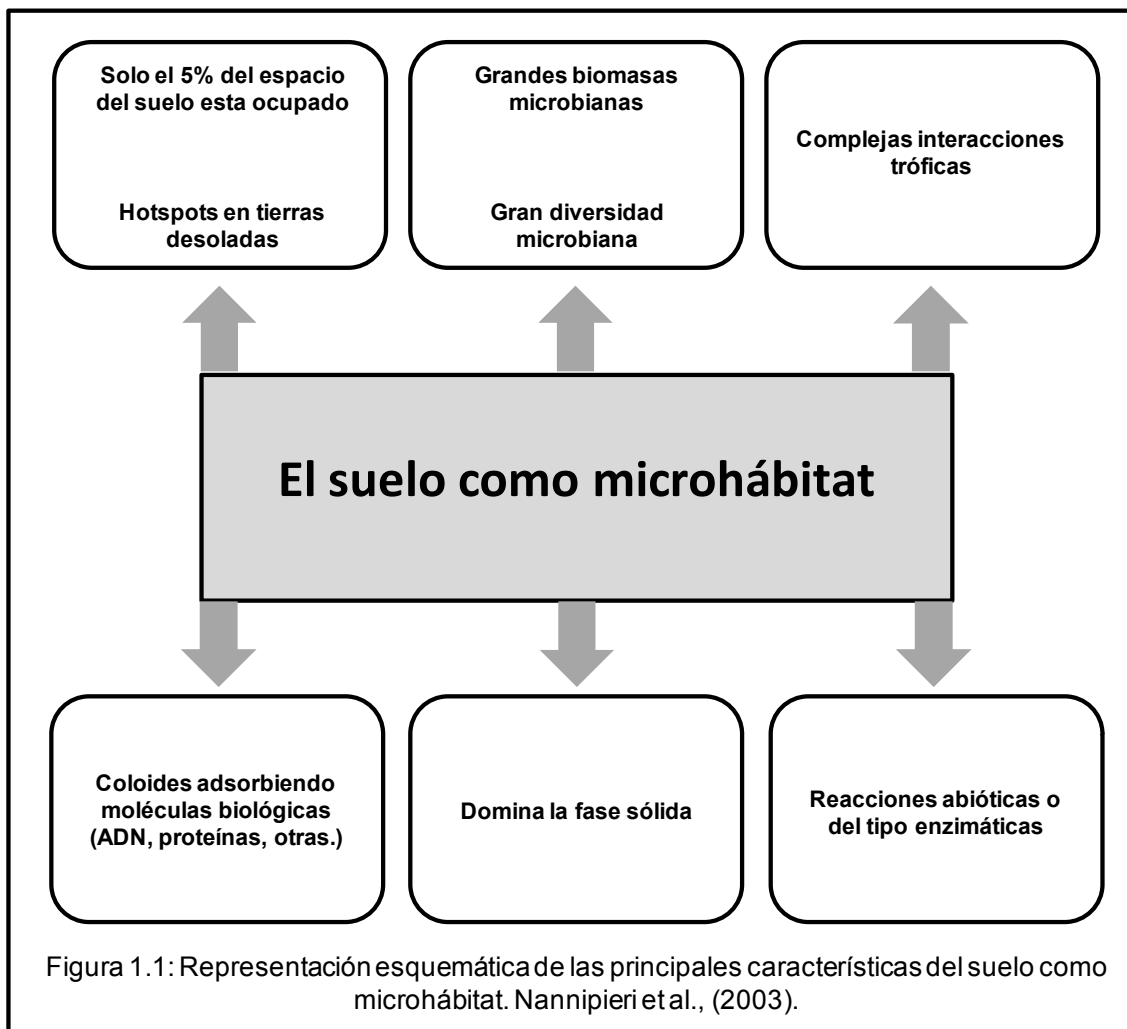 Solo el 5% del espacio
del suelo esta ocupado
Hotspots en tierras
desoladas
Grandes biomasas
microbianas
Gran diversidad
microbiana
Complejas interacciones
tróficas
El suelo como microhábitat
Coloides adsorbiendo
moléculas biológicas
(ADN, proteínas, otras.)
Domina la fase sólida
Reacciones abióticas o
del tipo enzimáticas
Figura 1.1: Representación esquemática de las principales características del suelo como
microhábitat. Nannipieri et al., (2003).